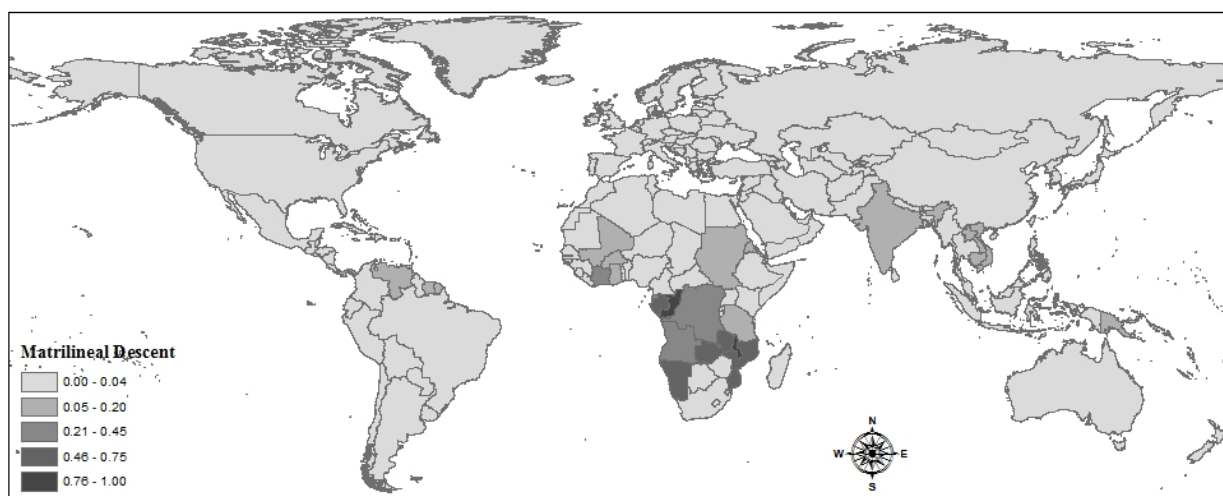 Matrilineal Descent
0.00 - 0.04
0.05 - 0.20
0.21 - 0.45
0.46 - 0.75
0.76 - 1.00
N
W E
S